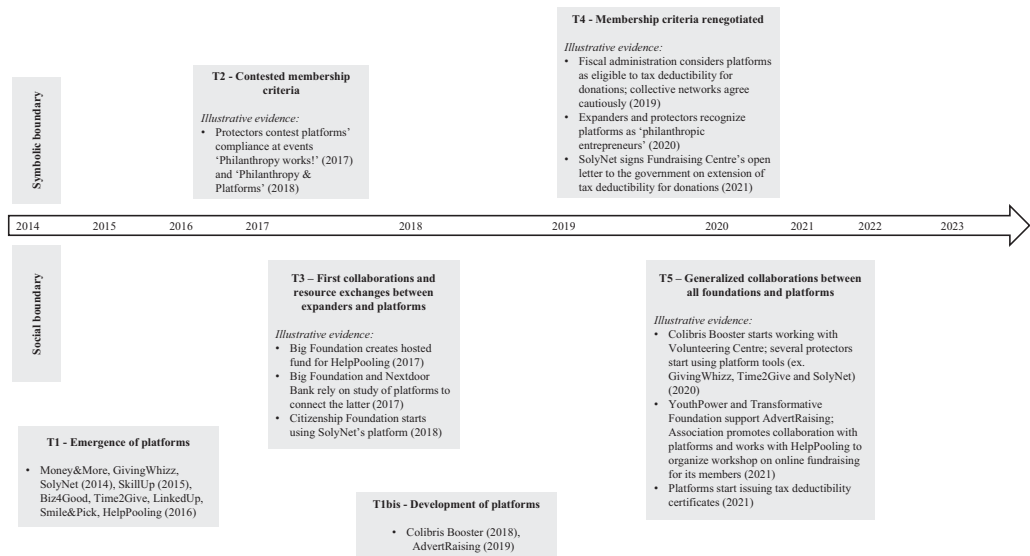 T4 - Membership criteria renegotiated
Illustrative evidence:
• Fiscal administration considers platforms
as eligible to tax deductibility for
donations; collective networks agree
cautiously (2019)
• Expanders and protectors recognize
platforms as ‘philanthropic
entrepreneurs’ (2020)
• SolyNet signs Fundraising Centre's open
letter to the government on extension of
tax deductibility for donations (2021)
T2 - Contested membership
criteria
Illustrative evidence:
• Protectors contest platforms’
compliance at events
‘Philanthropy works!’ (2017)
and ‘Philanthropy &
Platforms’ (2018)
Symbolic boundary
2014 2015 2016 2017 2018 2019 2020 2021 2022 2023
Social boundary
T3 – First collaborations and
resource exchanges between
expanders and platforms
Illustrative evidence:
• Big Foundation creates hosted
fund for HelpPooling (2017)
• Big Foundation and Nextdoor
Bank rely on study of platforms to
connect the latter (2017)
• Citizenship Foundation starts
using SolyNet's platform (2018)
T5 - Generalized collaborations between
all foundations and platforms
Illustrative evidence:
• Colibris Booster starts working with
Volunteering Centre; several protectors
start using platform tools (ex.
GivingWhizz, Time2Give and SolyNet)
(2020)
• YouthPower and Transformative
Foundation support AdvertRaising;
Association promotes collaboration with
platforms and works with HelpPooling to
organize workshop on online fundraising
for its members (2021)
• Platforms start issuing tax deductibility
certificates (2021)
T1 - Emergence of platforms
• Money&More, GivingWhizz,
SolyNet (2014), SkillUp (2015),
Biz4Good, Time2Give, LinkedUp,
Smile&Pick, HelpPooling (2016)
T1bis - Development of platforms
• Colibris Booster (2018),
AdvertRaising (2019)